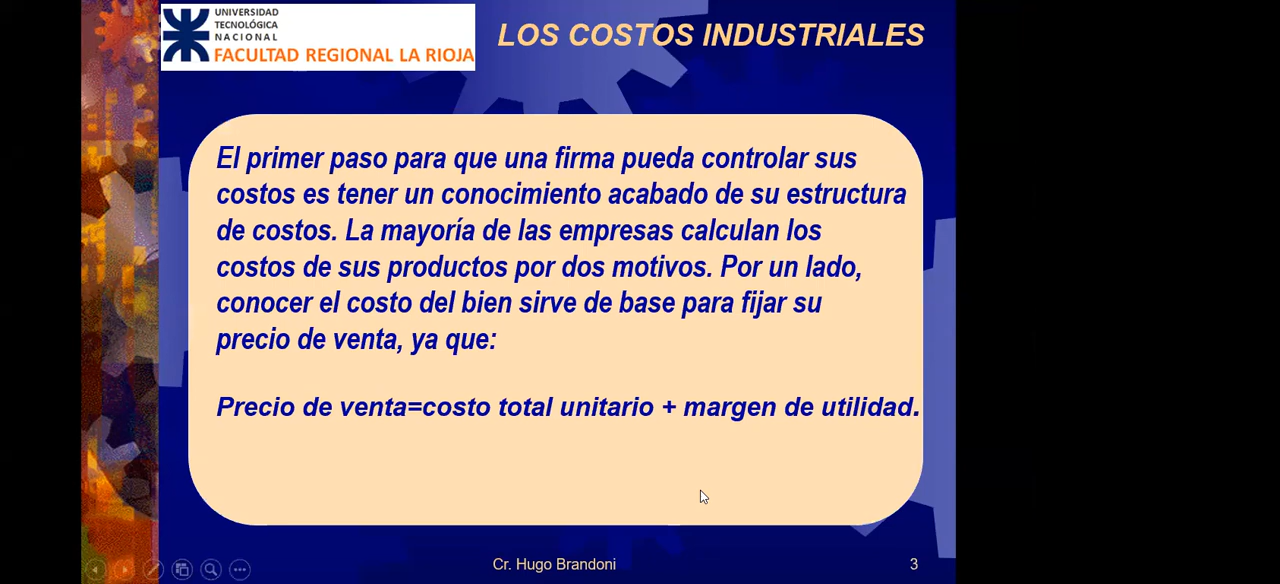 UNIVERSIDAD
TECNOLÓGICA
NACIONAL
FACULTAD REGIONAL LA RIOJA
LOS COSTOS INDUSTRIALES
El primer paso para que una firma pueda controlar sus
costos es tener un conocimiento acabado de su estructura
de costos. La mayoría de las empresas calculan los
costos de sus productos por dos motivos. Por un lado,
conocer el costo del bien sirve de base para fijar su
precio de venta, ya que:
Precio de venta=costo total unitario + margen de utilidad.
Cr. Hugo Brandoni
3